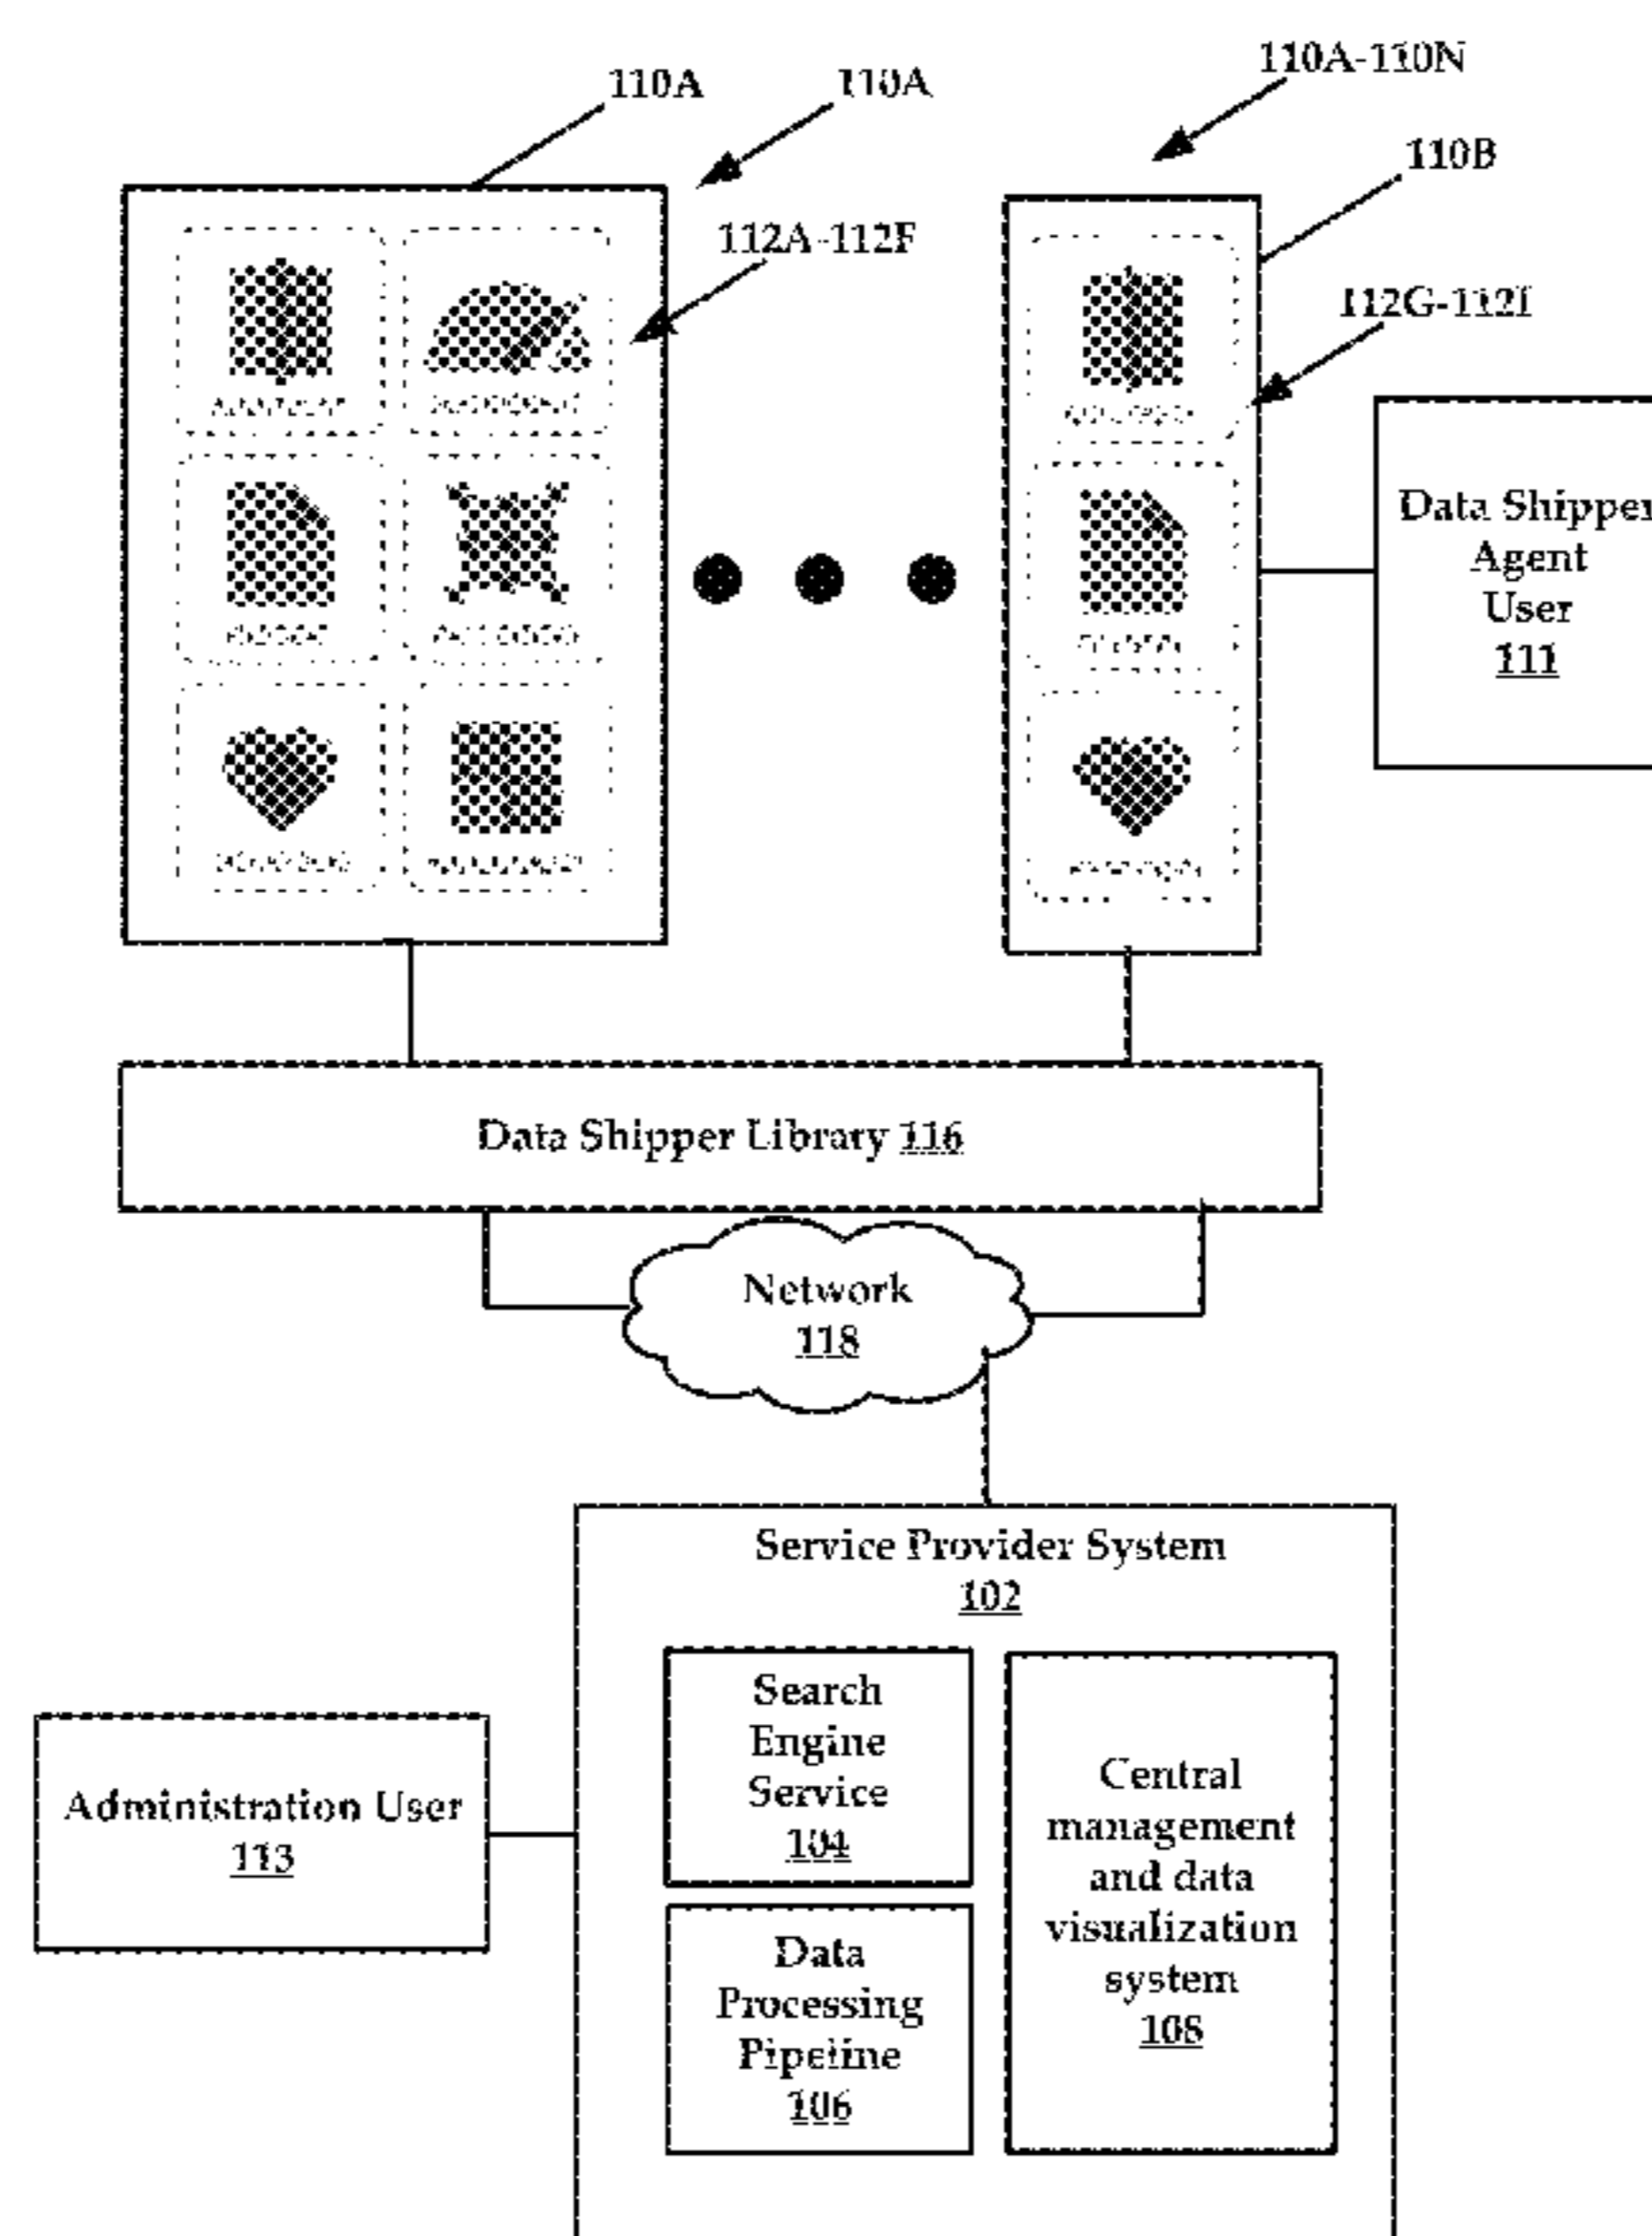 110A
110A
110A-110N
110B
112A-112F
112G-112I
Data Shipper
Agent
User
111
Data Shipper Library 116
Network
118
Service Provider System
102
Search
Engine
Service
104
Central
management
and data
visualization
system
108
Administration User
113
Data
Processing
Pipeline
106